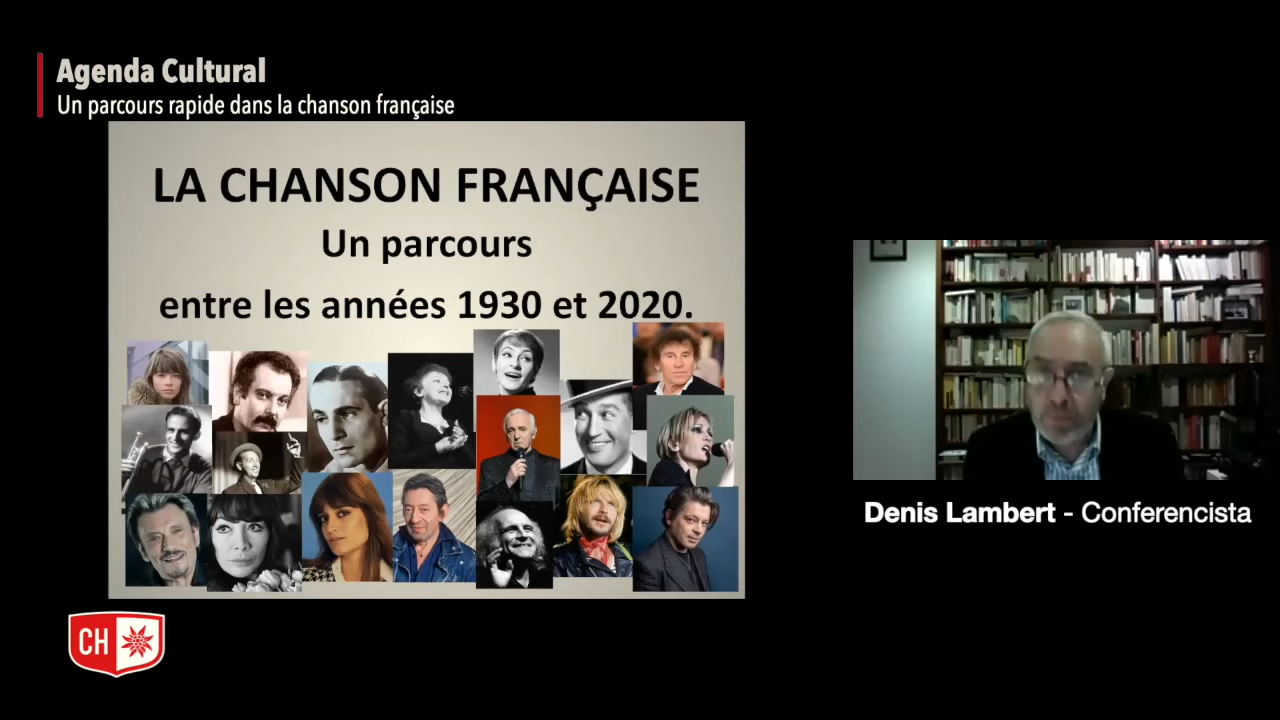 Agenda Cultural
Un parcours rapide dans la chanson française
LA CHANSON FRANÇAISE
Un parcours
entre les années 1930 et 2020.
Denis Lambert - Conferencista
CH